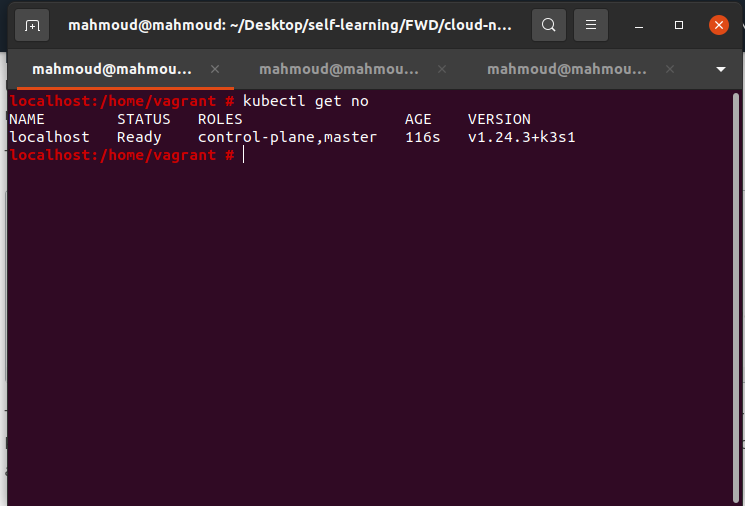 mahmoud@mahmoud: ~/Desktop/self-learning/FWD/cloud-n...
mahmoud@mahmou... mahmoud@mahmou... mahmoud@mahmou...
localhost:/home/vagrant # kubectl get no
NAME STATUS ROLES AGE VERSION
localhost Ready control-plane,master 116s v1.24.3+k3s1
localhost:/home/vagrant #